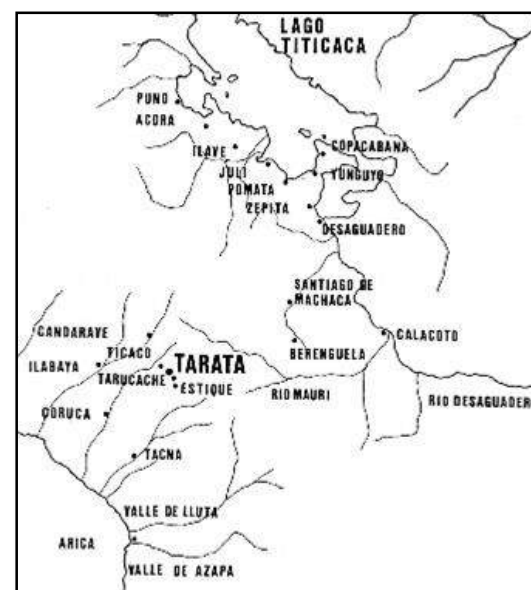 LAGO
TITICACA
PUNO
ACORA
ILAVE
COPACABANA
JULI
YUNGUYO
POMATA
ZEPITA
DESAGUADERO
SANTIAGO DE
MACHACA
CANDARAVE
CALACOTO
TICACO
BERENGUELA
ILABAYA
TARATA
TARUCACHE
ESTIQUE
RIO MAURI
RIO DESAGUADERO
CORUCA
TACNA
VALLE DE LLUTA
ARICA
VALLE DE AZAPA